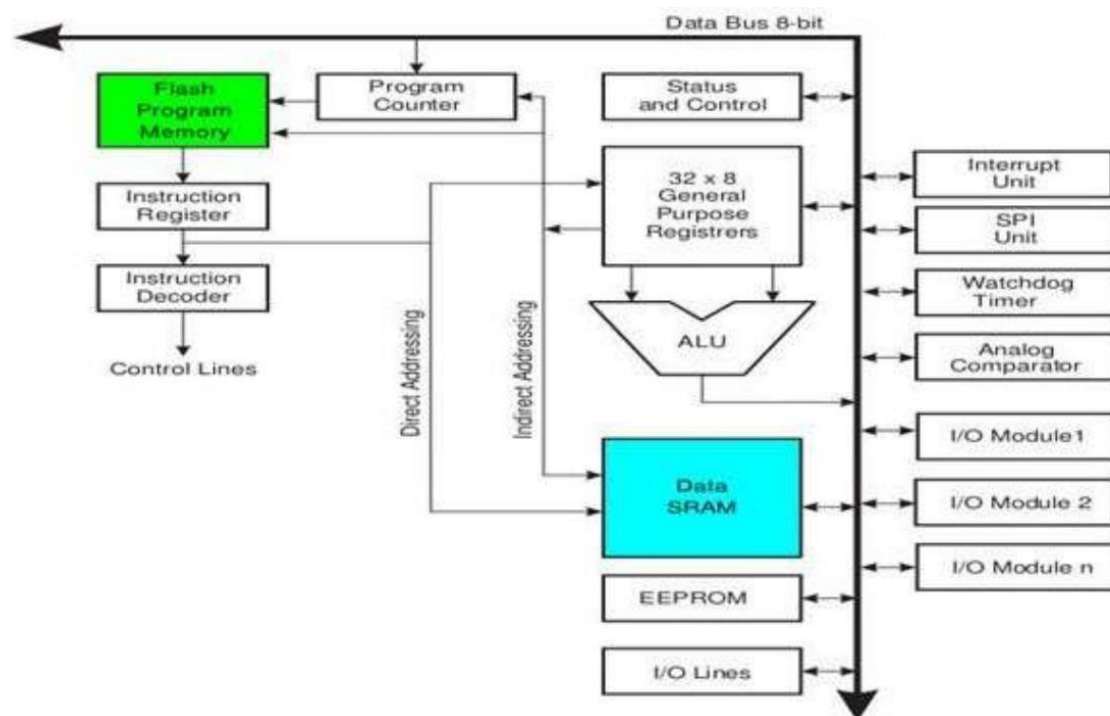 Data Bus 8-bit
Flash
Program
Memory
Program
Counter
Status
and Control
Instruction
Register
32 x 8
General
Purpose
Registrers
Interrupt
Unit
SPI
Unit
Instruction
Decoder
Watchdog
Timer
ALU
Control Lines
Analog
Comparator
Direct Addressing
Indirect Addressing
I/O Module1
Data
SRAM
I/O Module 2
I/O Module n
EEPROM
I/O Lines